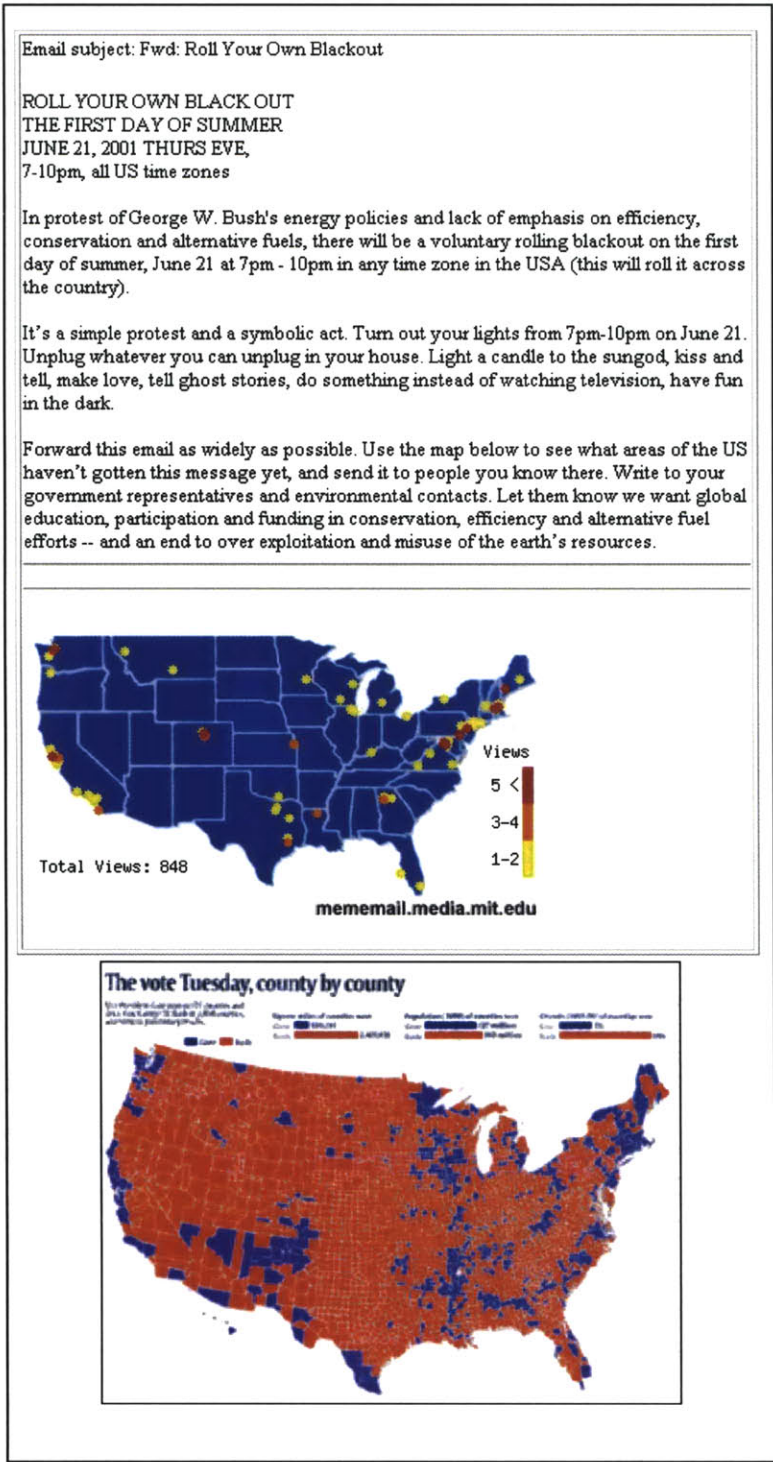 Email subject: Fwd: Roll Your Own Blackout
ROLL YOUR OWN BLACK OUT
THE FIRST DAY OF SUMMER
JUNE 21, 2001 THURS EVE,
7-10pm, all US time zones
In protest of George W. Bush's energy policies and lack of emphasis on efficiency,
conservation and alternative fuels, there will be a voluntary rolling blackout on the first
day of summer, June 21 at 7pm - 10pm in any time zone in the USA (this will roll it across
the country).
It's a simple protest and a symbolic act. Turn out your lights from 7pm-10pm on June 21.
Unplug whatever you can unplug in your house. Light a candle to the sungod, kiss and
tell, make love, tell ghost stories, do something instead of watching television, have fun
in the dark.
Forward this email as widely as possible. Use the map below to see what areas of the US
haven't gotten this message yet, and send it to people you know there. Write to your
government representatives and environmental contacts. Let them know we want global
education, participation and funding in conservation, efficiency and alternative fuel
efforts -- and an end to over exploitation and misuse of the earth's resources.
Views
5 <
3-4
1-2
Total Views: 848
mememail.media.mit.edu
The vote Tuesday, county by county
Gore Bush